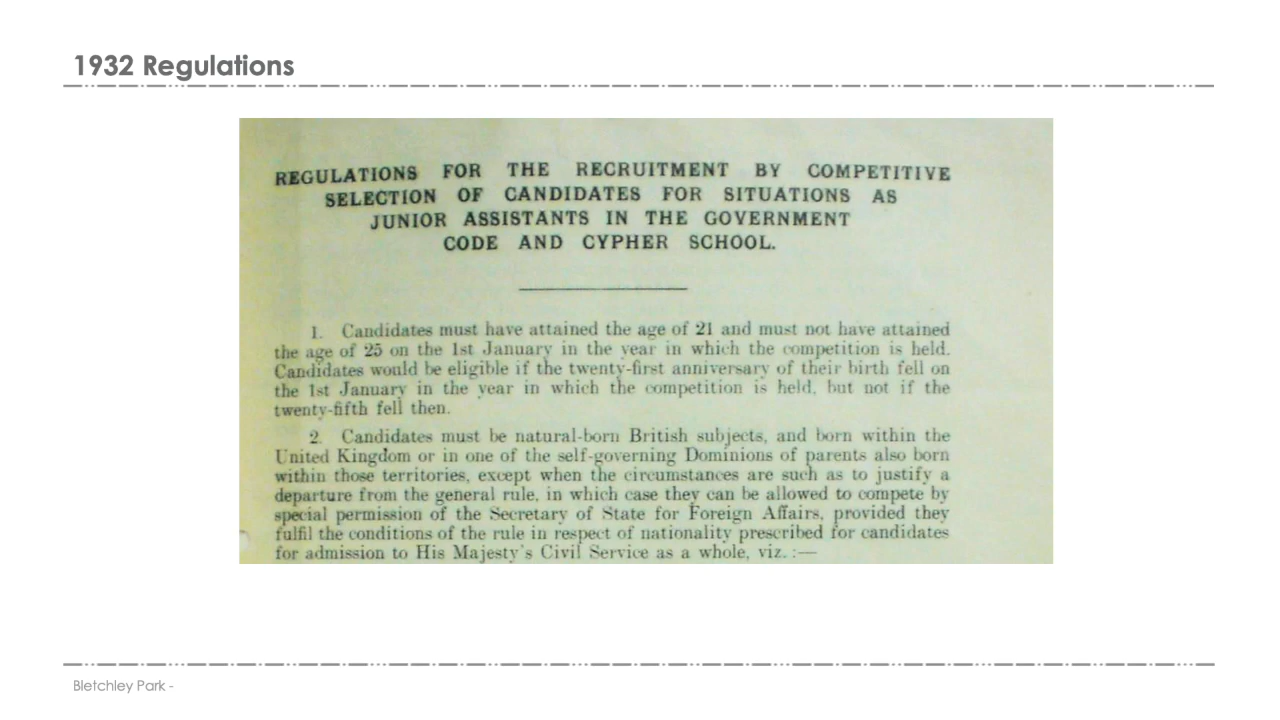 1932 Regulations
REGULATIONS FOR THE RECRUITMENT BY COMPETITIVE
SELECTION OF CANDIDATES FOR SITUATIONS AS
JUNIOR ASSISTANTS IN THE GOVERNMENT
CODE AND CYPHER SCHOOL.
1. Candidates must have attained the age of 21 and must not have attained
the age of 25 on the 1st January in the year in which the competition is held.
Candidates would be eligible if the twenty-first anniversary of their birth fell on
the 1st January in the year in which the competition is held, but not if the
twenty-fifth fell then.
2. Candidates must be natural-born British subjects, and born within the
United Kingdom or in one of the self-governing Dominions of parents also born
within those territories, except when the circumstances are such as to justify a
departure from the general rule, in which case they can be allowed to compete by
special permission of the Secretary of State for Foreign Affairs, provided they
fulfil the conditions of the rule in respect of nationality prescribed for candidates
for admission to His Majesty's Civil Service as a whole, viz. :—
Bletchley Park -